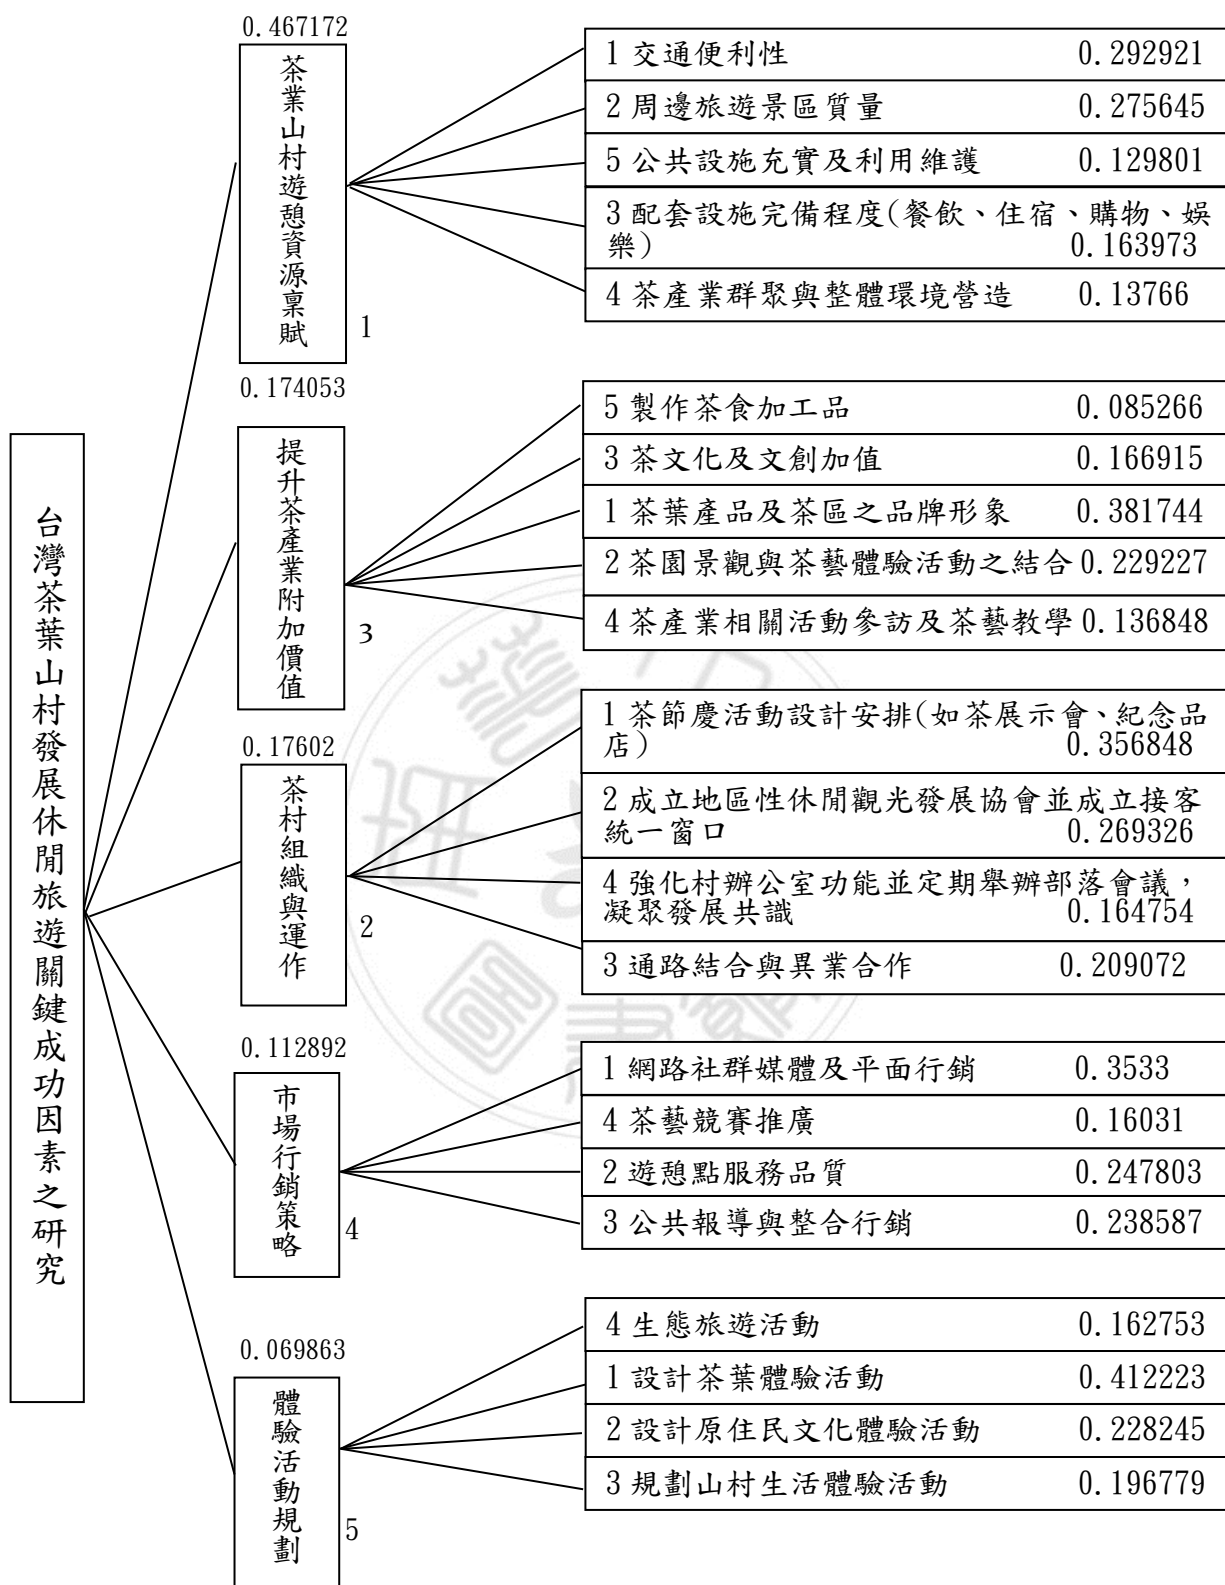 台灣茶葉山村發展休閒旅遊關鍵成功因素之研究
0.467172
茶業山村遊憩資源稟賦
1
1 交通便利性 0.292921
2 周邊旅遊景區質量 0.275645
5 公共設施充實及利用維護 0.129801
3 配套設施完備程度(餐飲、住宿、購物、娛
樂) 0.163973
4 茶產業群聚與整體環境營造 0.13766
0.174053
提升茶產業附加價值
3
5 製作茶食加工品 0.085266
3 茶文化及文創加值 0.166915
1 茶葉產品及茶區之品牌形象 0.381744
2 茶園景觀與茶藝體驗活動之結合 0.229227
4 茶產業相關活動參訪及茶藝教學 0.136848
0.17602
茶村組織與運作
2
1 茶節慶活動設計安排(如茶展示會、紀念品
店) 0.356848
2 成立地區性休閒觀光發展協會並成立接客
統一窗口 0.269326
4 強化村辦公室功能並定期舉辦部落會議，
凝聚發展共識 0.164754
3 通路結合與異業合作 0.209072
0.112892
市場行銷策略
4
1 網路社群媒體及平面行銷 0.3533
4 茶藝競賽推廣 0.16031
2 遊憩點服務品質 0.247803
3 公共報導與整合行銷 0.238587
0.069863
體驗活動規劃
5
4 生態旅遊活動 0.162753
1 設計茶葉體驗活動 0.412223
2 設計原住民文化體驗活動 0.228245
3 規劃山村生活體驗活動 0.196779